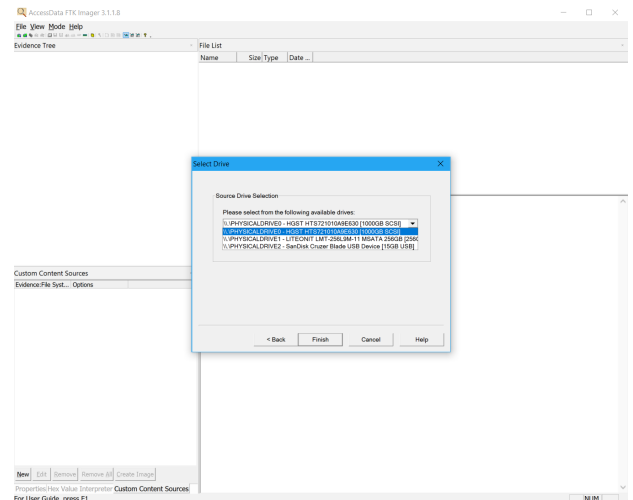 AccessData FTK Imager 3.1.1.8
File View Mode Help
Evidence Tree
File List
Name Size Type Date ...
Select Drive
Source Drive Selection
Please select from the following available drives:
\\.\PHYSICALDRIVE0 - HGST HTS721010A9E630 [1000GB SCSI]
\\.\PHYSICALDRIVE0 - HGST HTS721010A9E630 [1000GB SCSI]
\\.\PHYSICALDRIVE1 - LITEONIT LMT-256L9M-11 MSATA 256GB [256G
\\.\PHYSICALDRIVE2 - SanDisk Cruzer Blade USB Device [15GB USB]
Custom Content Sources
Evidence:File Syst... Options
< Back Finish Cancel Help
New Edit Remove Remove All Create Image
Properties Hex Value Interpreter Custom Content Sources
For User Guide, press F1
NUM